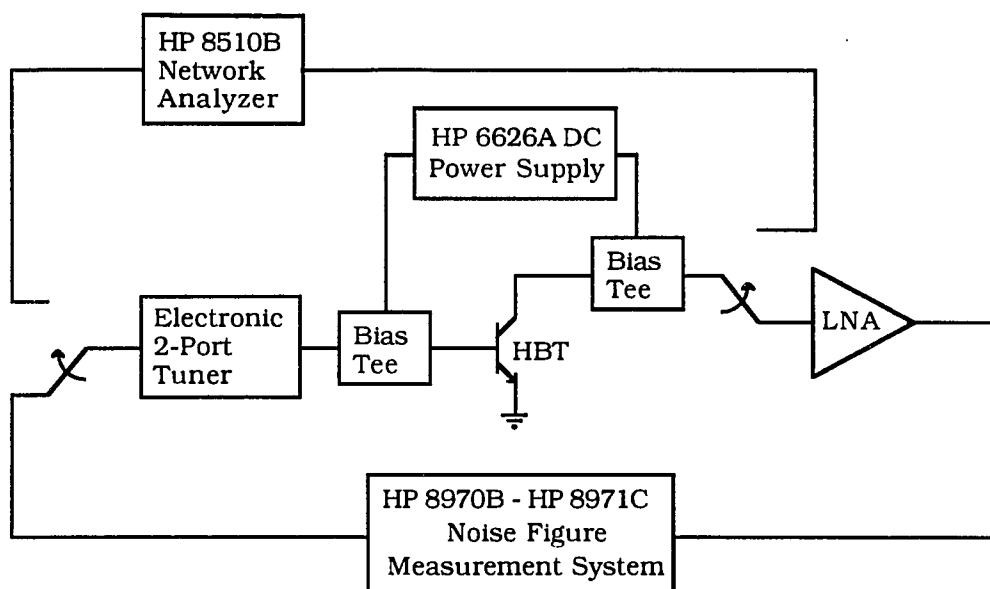 HP 8510B
Network
Analyzer
HP 6626A DC
Power Supply
Bias
Tee
Electronic
2-Port
Tuner
Bias
Tee
HBT
LNA
HP 8970B - HP 8971C
Noise Figure
Measurement System